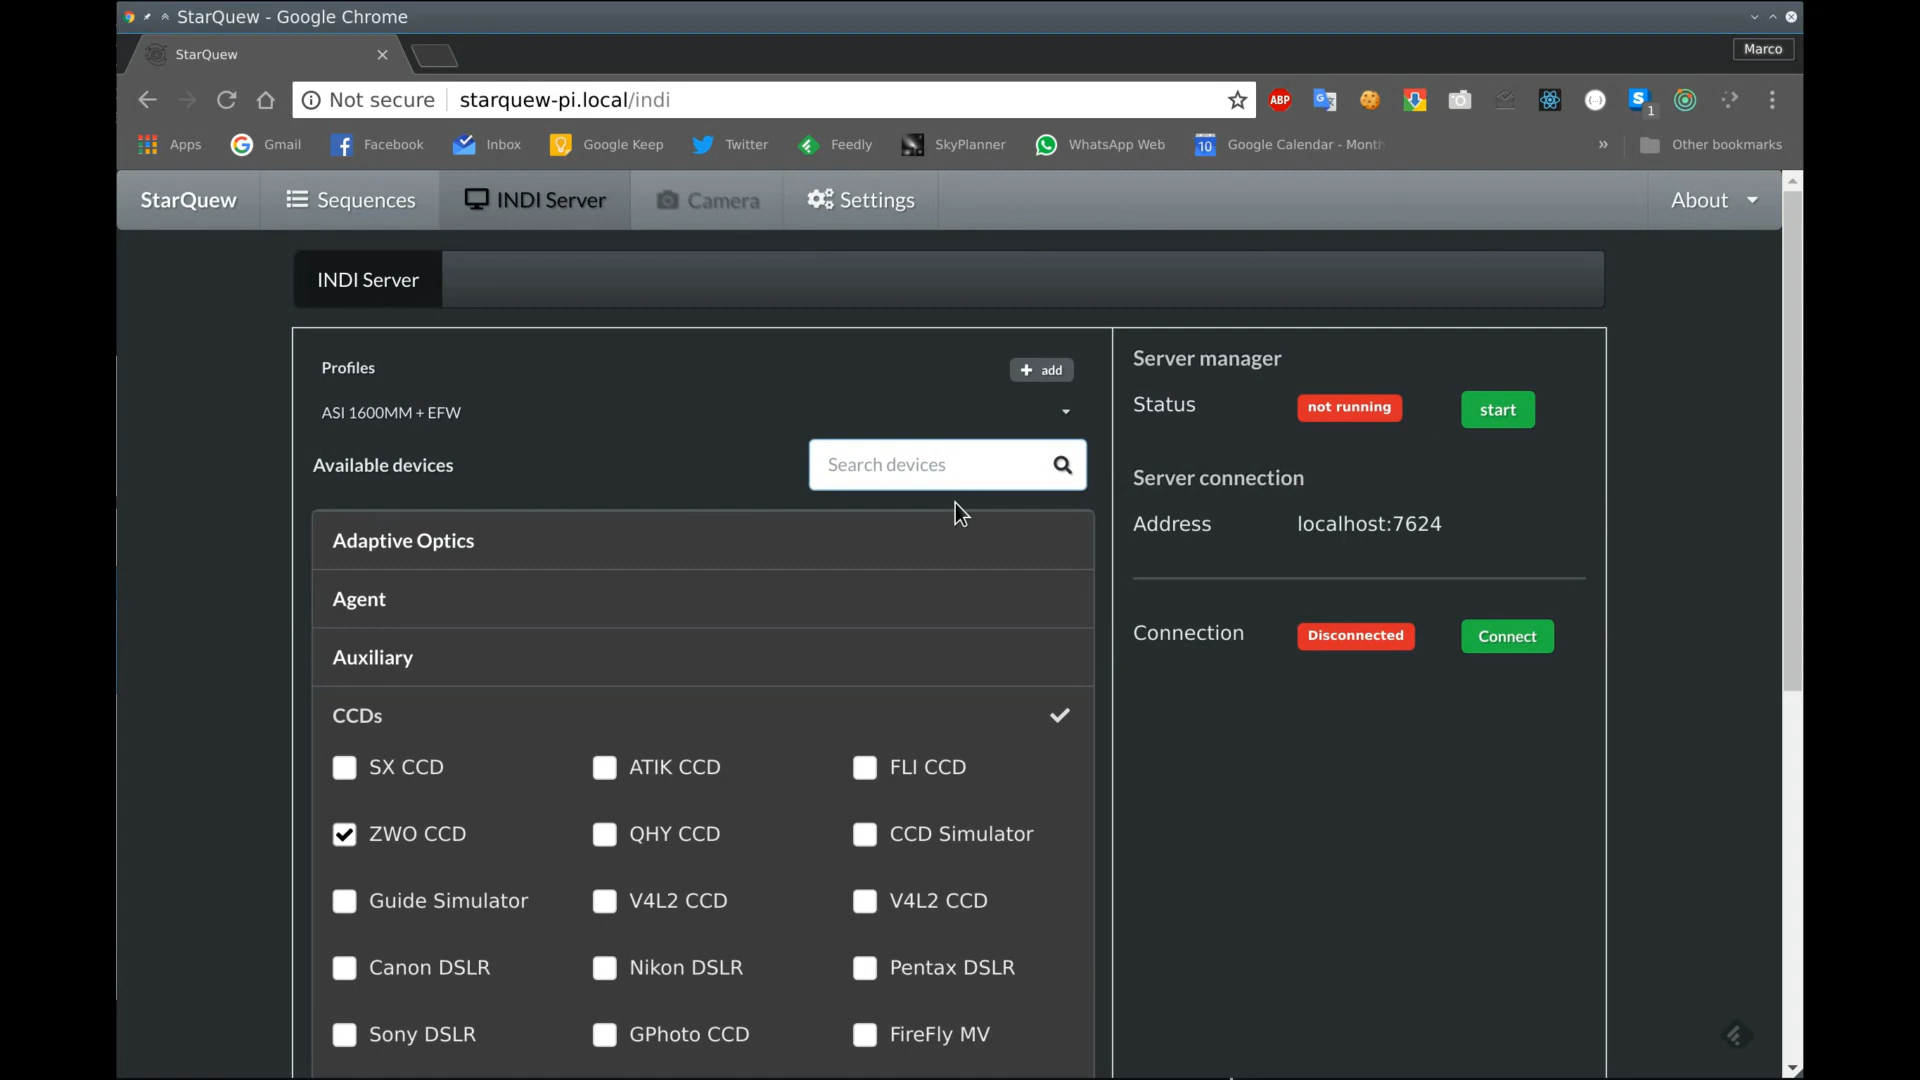 StarQuew - Google Chrome
StarQuew
Marco
Not secure
starquew-pi.local/indi
ABP
1
Apps
Gmail
Facebook
Inbox
Google Keep
Twitter
Feedly
SkyPlanner
WhatsApp Web
10
Google Calendar - Month
Other bookmarks
StarQuew
Sequences
INDI Server
Camera
Settings
About
INDI Server
Profiles
add
ASI 1600MM + EFW
Available devices
Search devices
Adaptive Optics
Agent
Auxiliary
CCDs
SX CCD
ATIK CCD
FLI CCD
ZWO CCD
QHY CCD
CCD Simulator
Guide Simulator
V4L2 CCD
V4L2 CCD
Canon DSLR
Nikon DSLR
Pentax DSLR
Sony DSLR
GPhoto CCD
FireFly MV
Server manager
Status
not running
start
Server connection
Address
localhost:7624
Connection
Disconnected
Connect